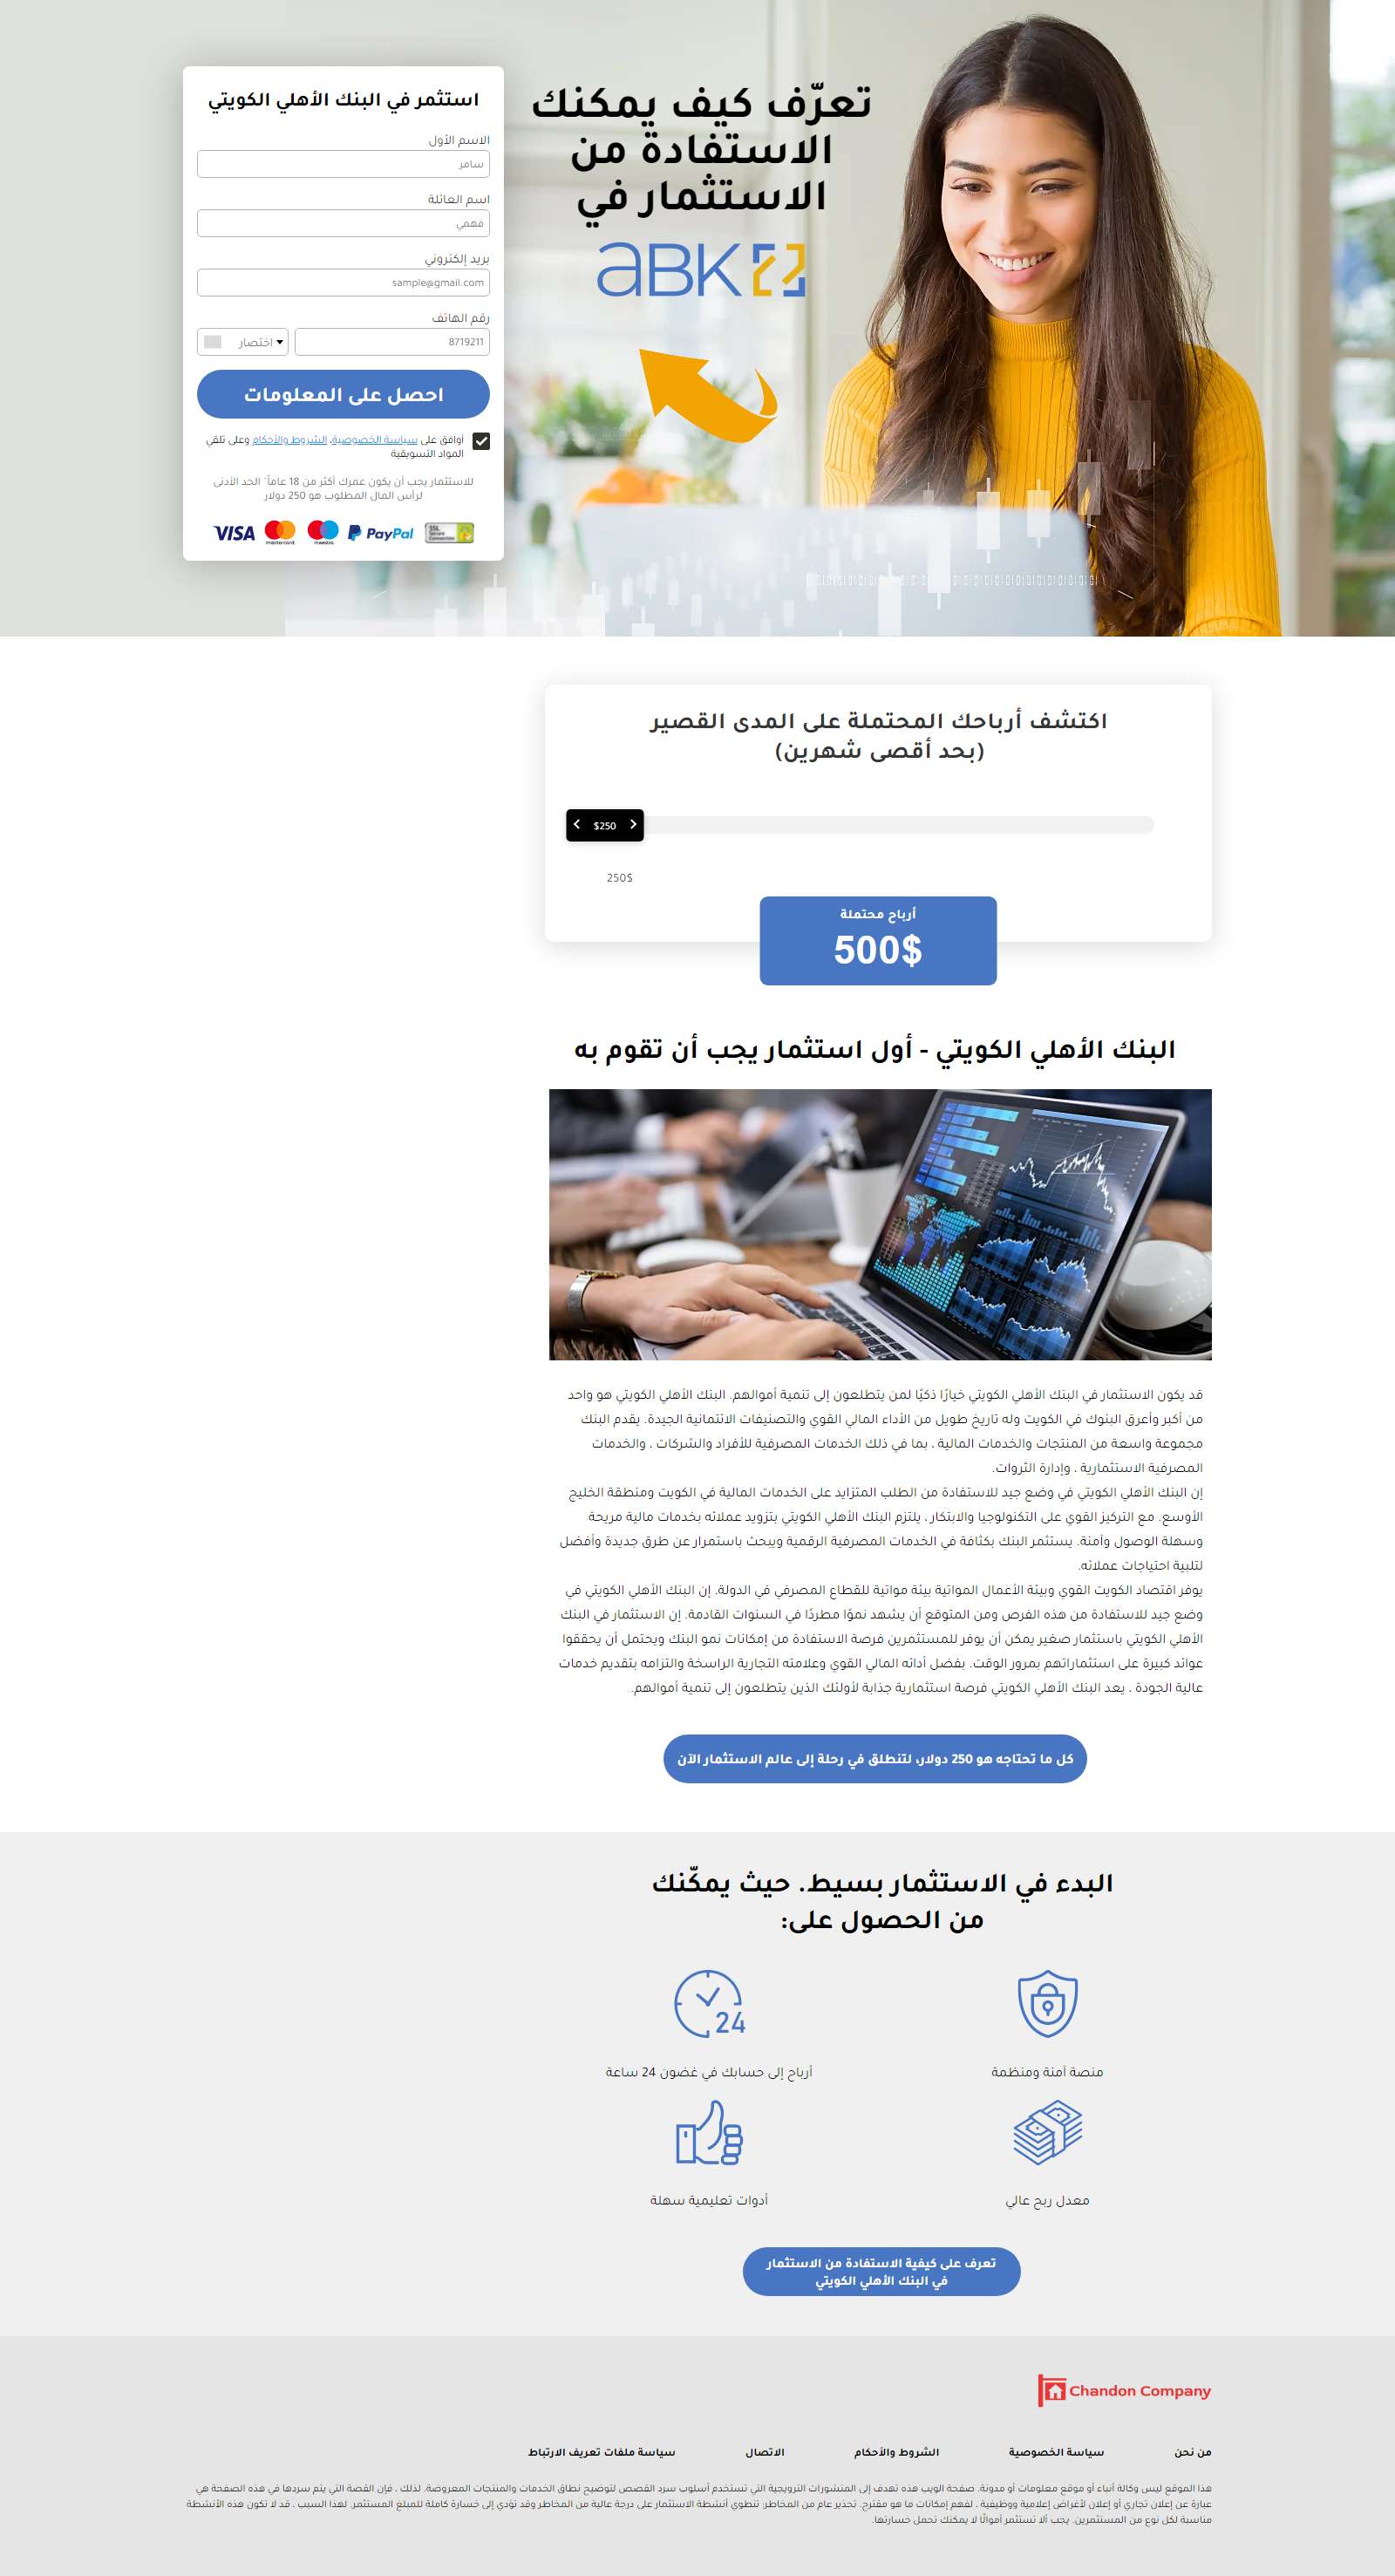 تعرّف كيف يمكنك
الاستفادة من
الاستثمار في
aBK
استثمر في البنك الأهلي الكويتي
الاسم الأول
سامر
اسم العائلة
فهمي
بريد إلكتروني
sample@gmail.com
رقم الهاتف
8719211
اختصار
احصل على المعلومات
أوافق على سياسة الخصوصية، الشروط والأحكام وعلى تلقي
المواد التسويقية
للاستثمار يجب أن يكون عمرك أكثر من 18 عاماً ٬ الحد الأدنى
لرأس المال المطلوب هو 250 دولار
VISA mastercard maestro PayPal SSL Secure Connection
اكتشف أرباحك المحتملة على المدى القصير
(بحد أقصى شهرين)
$250
250$
أرباح محتملة
500$
البنك الأهلي الكويتي - أول استثمار يجب أن تقوم به
قد يكون الاستثمار في البنك الأهلي الكويتي خيارًا ذكيًا لمن يتطلعون إلى تنمية أموالهم. البنك الأهلي الكويتي هو واحد
من أكبر وأعرق البنوك في الكويت وله تاريخ طويل من الأداء المالي القوي والتصنيفات الائتمانية الجيدة. يقدم البنك
مجموعة واسعة من المنتجات والخدمات المالية ، بما في ذلك الخدمات المصرفية للأفراد والشركات ، والخدمات
المصرفية الاستثمارية ، وإدارة الثروات.
إن البنك الأهلي الكويتي في وضع جيد للاستفادة من الطلب المتزايد على الخدمات المالية في الكويت ومنطقة الخليج
الأوسع. مع التركيز القوي على التكنولوجيا والابتكار ، يلتزم البنك الأهلي الكويتي بتزويد عملائه بخدمات مالية مريحة
وسهلة الوصول وآمنة. يستثمر البنك بكثافة في الخدمات المصرفية الرقمية ويبحث باستمرار عن طرق جديدة وأفضل
لتلبية احتياجات عملائه.
يوفر اقتصاد الكويت القوي وبيئة الأعمال المواتية بيئة مواتية للقطاع المصرفي في الدولة. إن البنك الأهلي الكويتي في
وضع جيد للاستفادة من هذه الفرص ومن المتوقع أن يشهد نموًا مطردًا في السنوات القادمة. إن الاستثمار في البنك
الأهلي الكويتي باستثمار صغير يمكن أن يوفر للمستثمرين فرصة الاستفادة من إمكانات نمو البنك ويحتمل أن يحققوا
عوائد كبيرة على استثماراتهم بمرور الوقت. بفضل أدائه المالي القوي وعلامته التجارية الراسخة والتزامه بتقديم خدمات
عالية الجودة ، يعد البنك الأهلي الكويتي فرصة استثمارية جذابة لأولئك الذين يتطلعون إلى تنمية أموالهم.
كل ما تحتاجه هو 250 دولار، لتنطلق في رحلة إلى عالم الاستثمار الآن
البدء في الاستثمار بسيط. حيث يمكّنك
من الحصول على:
24
منصة آمنة ومنظمة
أرباح إلى حسابك في غضون 24 ساعة
معدل ربح عالي
أدوات تعليمية سهلة
تعرف على كيفية الاستفادة من الاستثمار
في البنك الأهلي الكويتي
Chandon Company
من نحن
سياسة الخصوصية
الشروط والأحكام
الاتصال
سياسة ملفات تعريف الارتباط
هذا الموقع ليس وكالة أنباء أو موقع معلومات أو مدونة. صفحة الويب هذه تهدف إلى المنشورات الترويجية التي تستخدم أسلوب سرد القصص لتوضيح نطاق الخدمات والمنتجات المعروضة. لذلك ، فإن القصة التي يتم سردها في هذه الصفحة هي
عبارة عن إعلان تجاري أو إعلان لأغراض إعلامية ووظيفية ، لفهم إمكانات ما هو مقترح. تحذير عام من المخاطر: تنطوي أنشطة الاستثمار على درجة عالية من المخاطر وقد تؤدي إلى خسارة كاملة للمبلغ المستثمر. لهذا السبب ، قد لا تكون هذه الأنشطة
مناسبة لكل نوع من المستثمرين. يجب ألا تستثمر أموالًا لا يمكنك تحمل خسارتها.